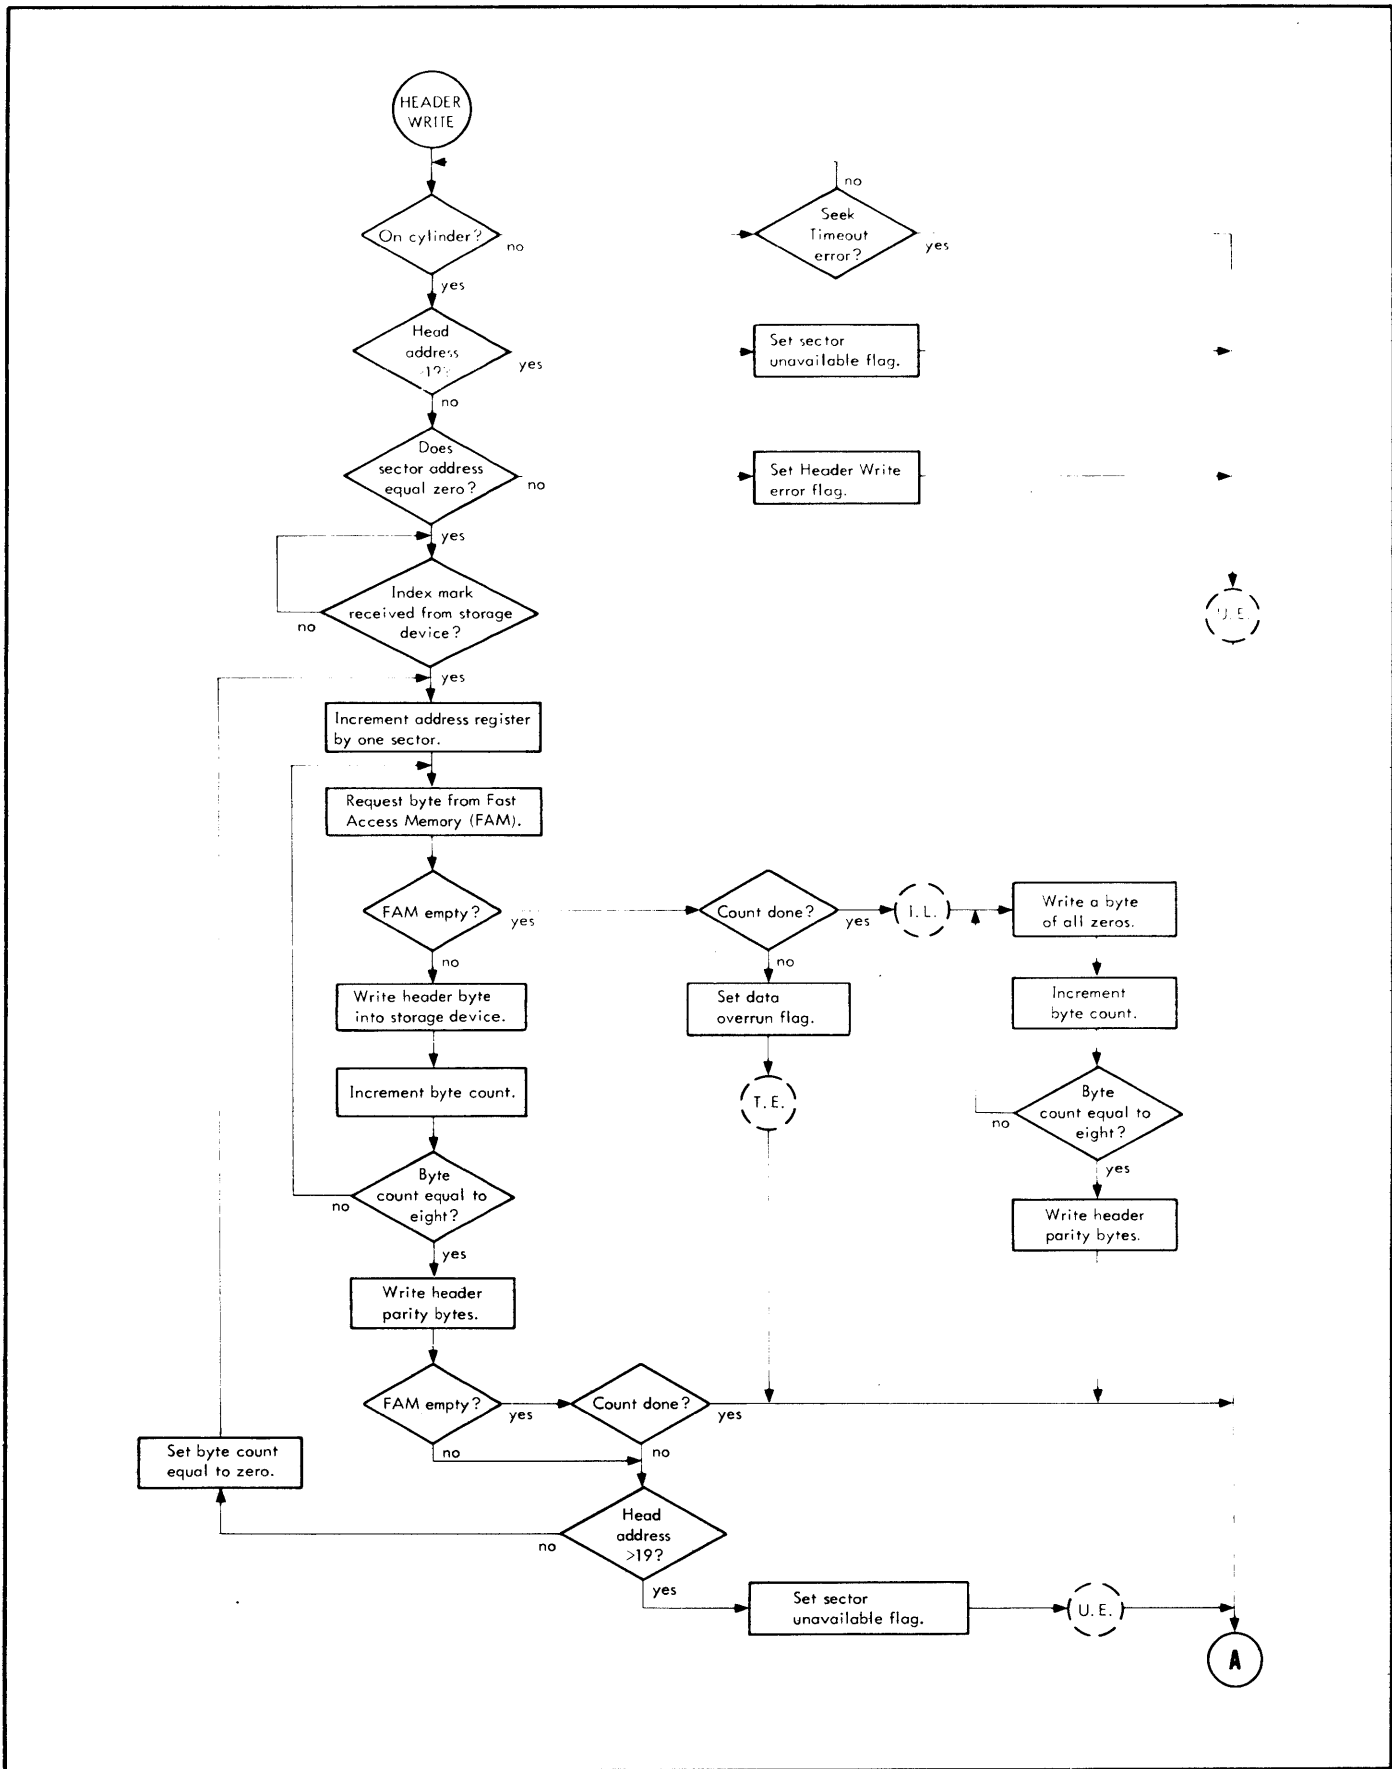 HEADER
WRITE
On cylinder?
no
yes
no
Seek
Timeout
error?
yes
Head
address
yes
no
Set sector
unavailable flag.
Does
sector address
equal zero?
no
yes
Set Header Write
error flag.
Index mark
received from storage
device?
no
yes
U.E.
Increment address register
by one sector.
Request byte from Fast
Access Memory (FAM).
FAM empty?
yes
no
Count done?
yes
no
I.L.
Write a byte
of all zeros.
Write header byte
into storage device.
Set data
overrun flag.
Increment
byte count.
Increment byte count.
T.E.
Byte
count equal to
eight?
no
yes
Byte
count equal to
eight?
no
yes
Write header
parity bytes.
Write header
parity bytes.
FAM empty?
yes
no
Count done?
yes
no
Set byte count
equal to zero.
Head
address
>19?
no
yes
Set sector
unavailable flag.
U.E.
A